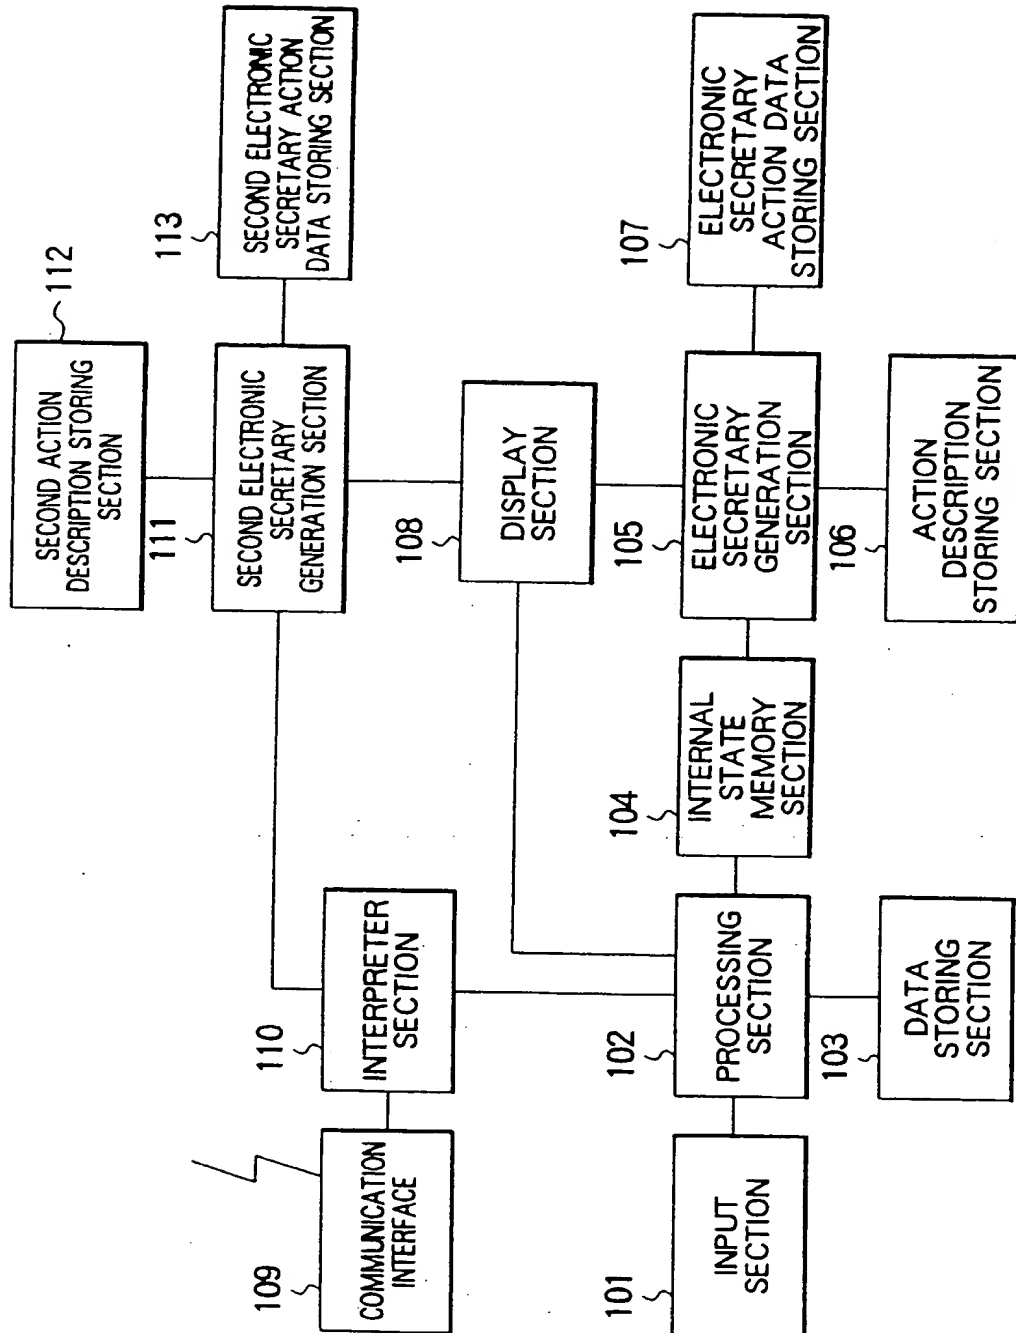 SECOND ACTION
DESCRIPTION STORING
SECTION
112
SECOND ELECTRONIC
SECRETARY
GENERATION SECTION
111
SECOND ELECTRONIC
SECRETARY ACTION
DATA STORING SECTION
113
COMMUNICATION
INTERFACE
109
INTERPRETER
SECTION
110
DISPLAY
SECTION
108
INPUT
SECTION
101
PROCESSING
SECTION
102
INTERNAL
STATE
MEMORY
SECTION
104
ELECTRONIC
SECRETARY
GENERATION
SECTION
105
ELECTRONIC
SECRETARY
ACTION DATA
STORING SECTION
107
DATA
STORING
SECTION
103
ACTION
DESCRIPTION
STORING SECTION
106